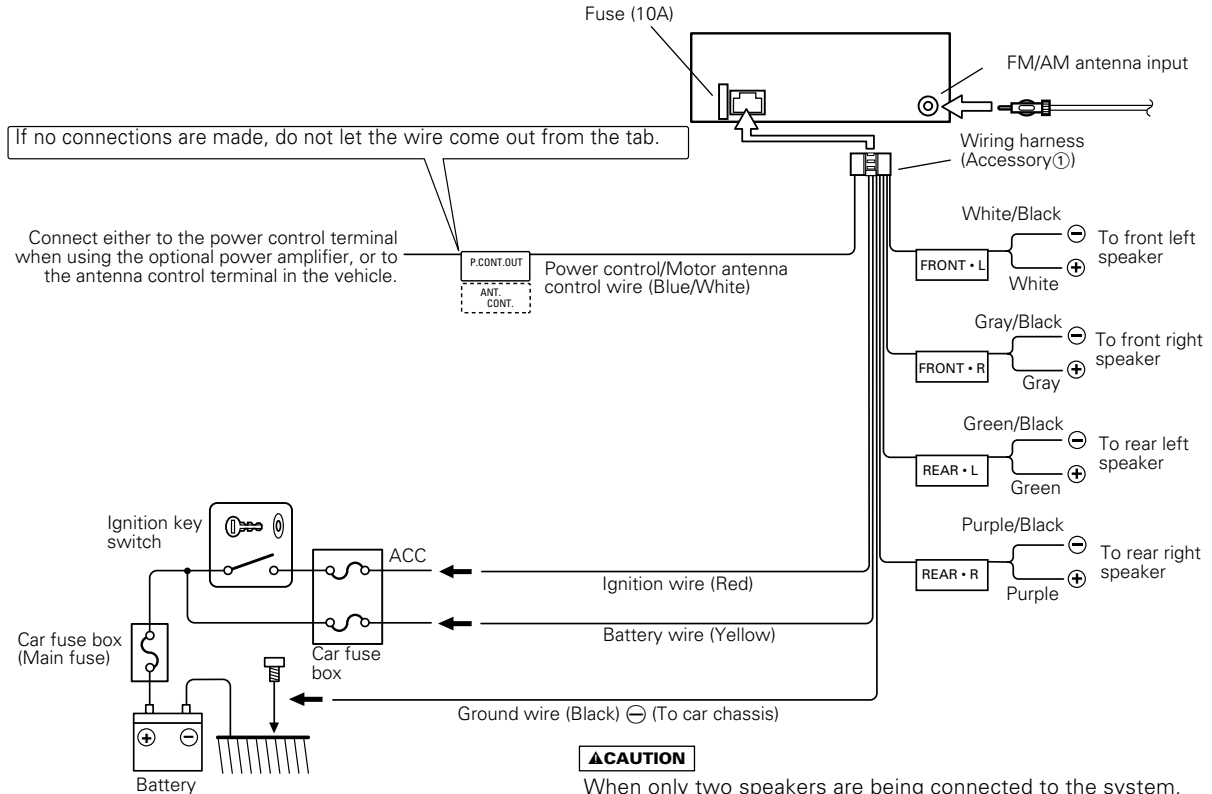 Fuse (10A)
FM/AM antenna input
If no connections are made, do not let the wire come out from the tab.
Wiring harness
(Accessory①)
Connect either to the power control terminal
when using the optional power amplifier, or to
the antenna control terminal in the vehicle.
P.CONT.OUT
ANT.
CONT.
Power control/Motor antenna
control wire (Blue/White)
White/Black
FRONT • L
White
⊖
⊕
To front left
speaker
Gray/Black
FRONT • R
Gray
⊖
⊕
To front right
speaker
Green/Black
REAR • L
Green
⊖
⊕
To rear left
speaker
Purple/Black
REAR • R
Purple
⊖
⊕
To rear right
speaker
Ignition key
switch
ACC
Ignition wire (Red)
Battery wire (Yellow)
Car fuse box
(Main fuse)
Car fuse
box
Ground wire (Black) ⊖ (To car chassis)
⊕ ⊖
Battery
⚠CAUTION
When only two speakers are being connected to the system,